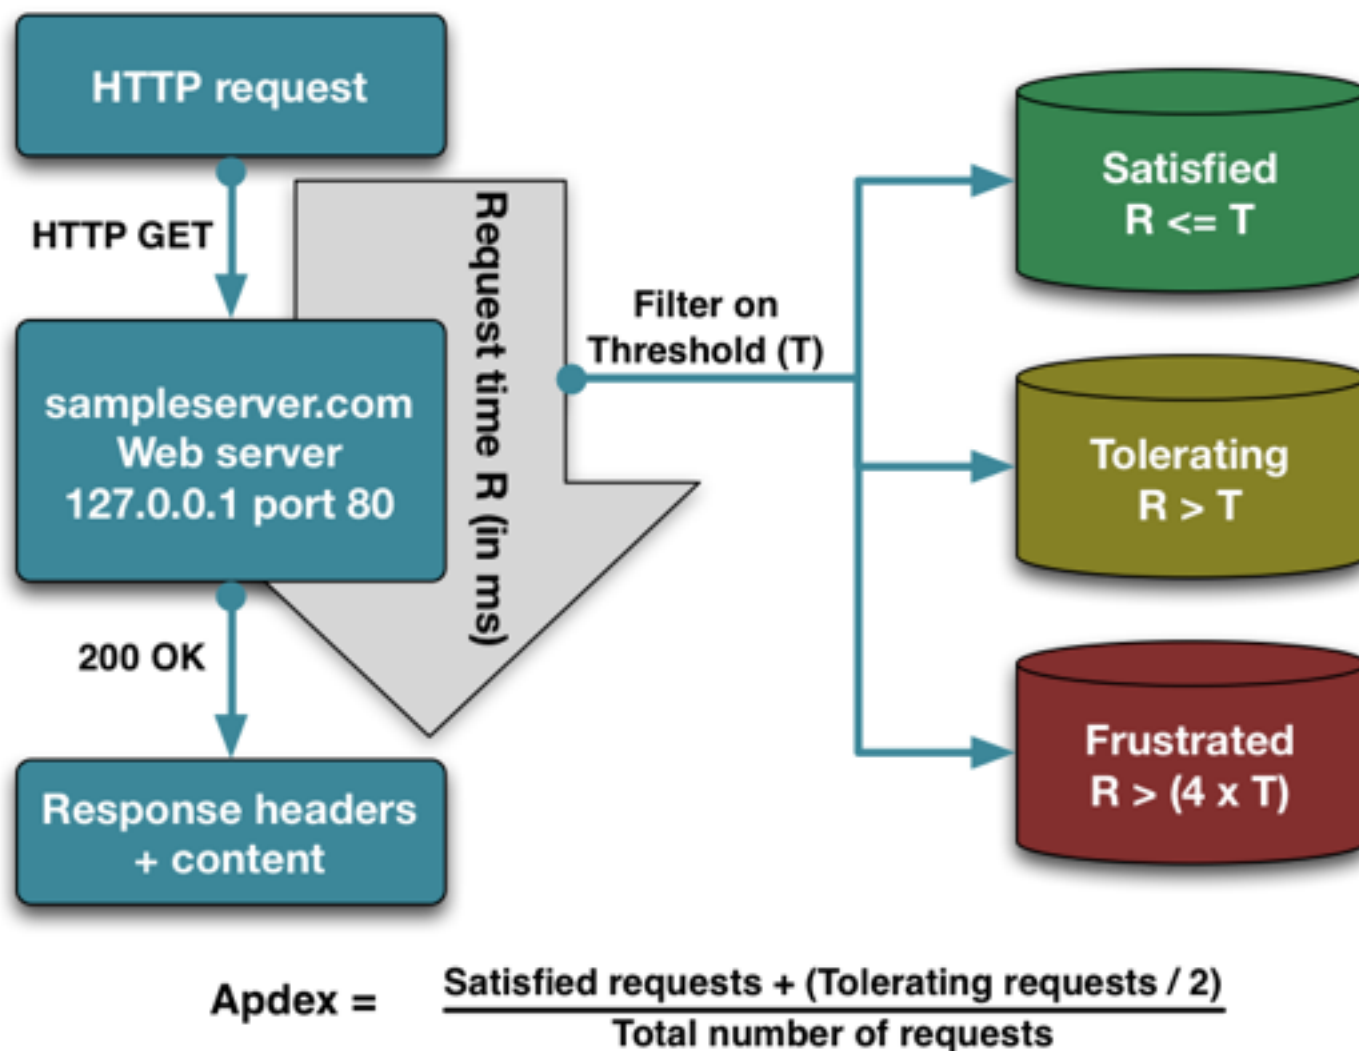 HTTP request
HTTP GET
sampleserver.com
Web server
127.0.0.1 port 80
200 OK
Response headers
+ content
Request time R (in ms)
Filter on
Threshold (T)
Satisfied
R <= T
Tolerating
R > T
Frustrated
R > (4 x T)
Apdex = Satisfied requests + (Tolerating requests / 2)
Total number of requests